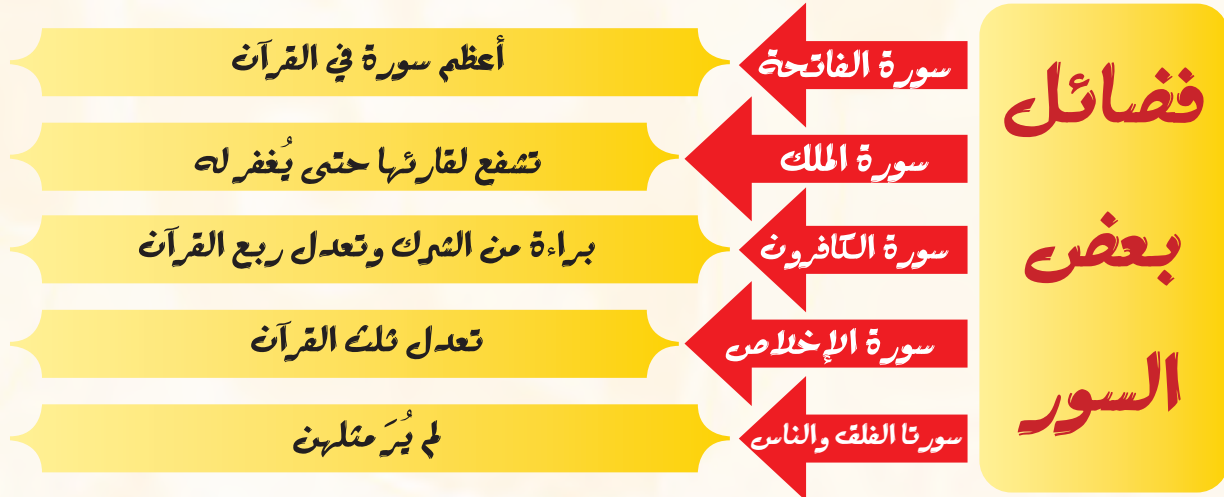 فضائل
بعض
السور
سورة الفاتحة
أعظم سورة في القرآن
سورة الملك
تشفع لقارئها حتى يُغفر له
سورة الكافرون
براءة من الشرك وتعدل ربع القرآن
سورة الإخلاص
تعدل ثلث القرآن
سورتا الفلق والناس
لم يُرَ مثلهن